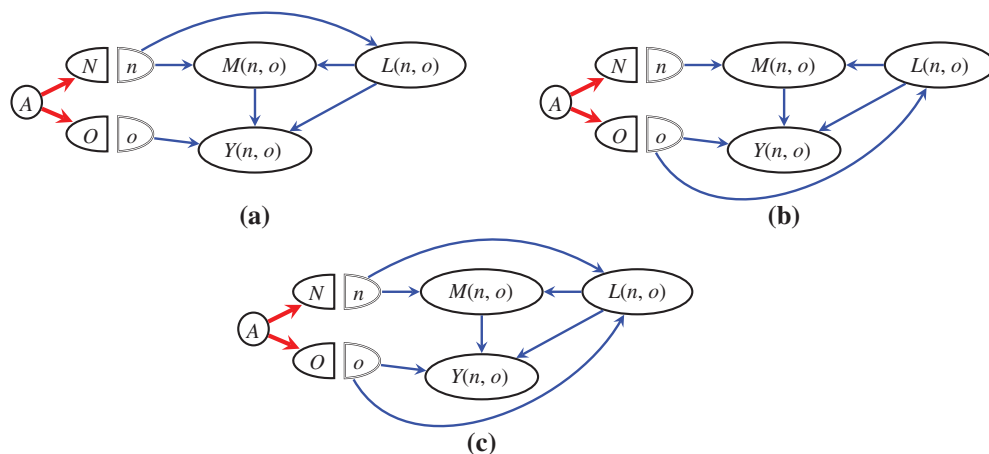 N n M(n, o) L(n, o)
A
O o Y(n, o)
(a)
N n M(n, o) L(n, o)
A
O o Y(n, o)
(b)
N n M(n, o) L(n, o)
A
O o Y(n, o)
(c)